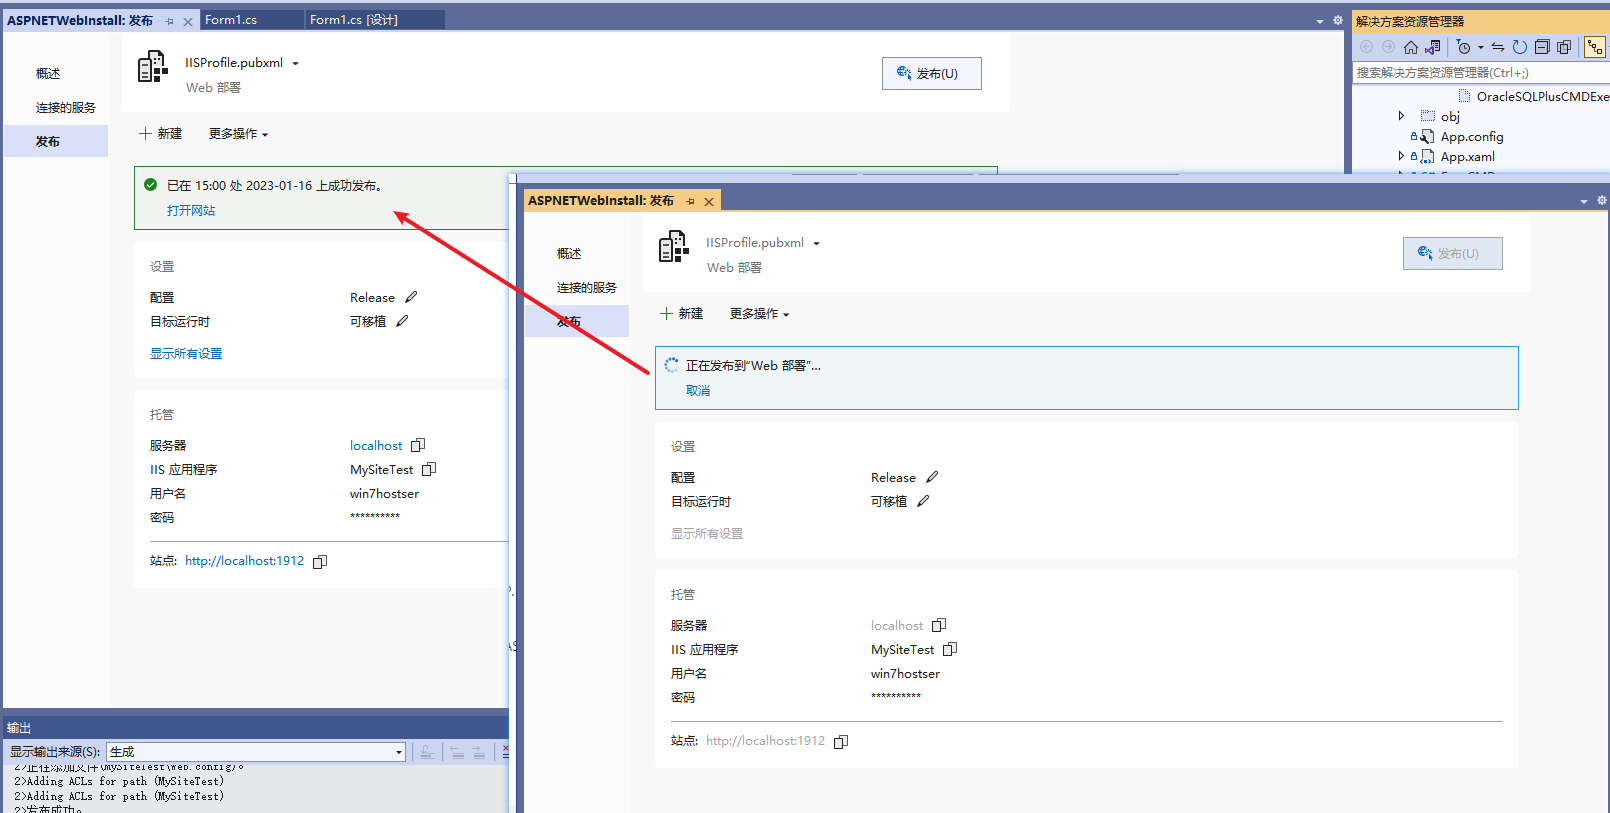 ASPNETWebInstall: 发布
Form1.cs
Form1.cs [设计]
概述
连接的服务
发布
IISProfile.pubxml
Web 部署
发布(U)
新建
更多操作
已在 15:00 处 2023-01-16 上成功发布。
打开网站
设置
配置
Release
目标运行时
可移植
显示所有设置
托管
服务器
localhost
IIS 应用程序
MySiteTest
用户名
win7hostser
密码
**********
站点:
http://localhost:1912
输出
显示输出来源(S):
生成
2>正在添加文件(MySiteTest\Web.config)。
2>Adding ACLs for path (MySiteTest)
2>Adding ACLs for path (MySiteTest)
2>发布成功。
解决方案资源管理器
搜索解决方案资源管理器(Ctrl+;)
OracleSQLPlusCMDExe
obj
App.config
App.xaml
ASPNETWebInstall: 发布
概述
连接的服务
发布
IISProfile.pubxml
Web 部署
发布(U)
新建
更多操作
正在发布到“Web 部署”...
取消
设置
配置
Release
目标运行时
可移植
显示所有设置
托管
服务器
localhost
IIS 应用程序
MySiteTest
用户名
win7hostser
密码
**********
站点:
http://localhost:1912